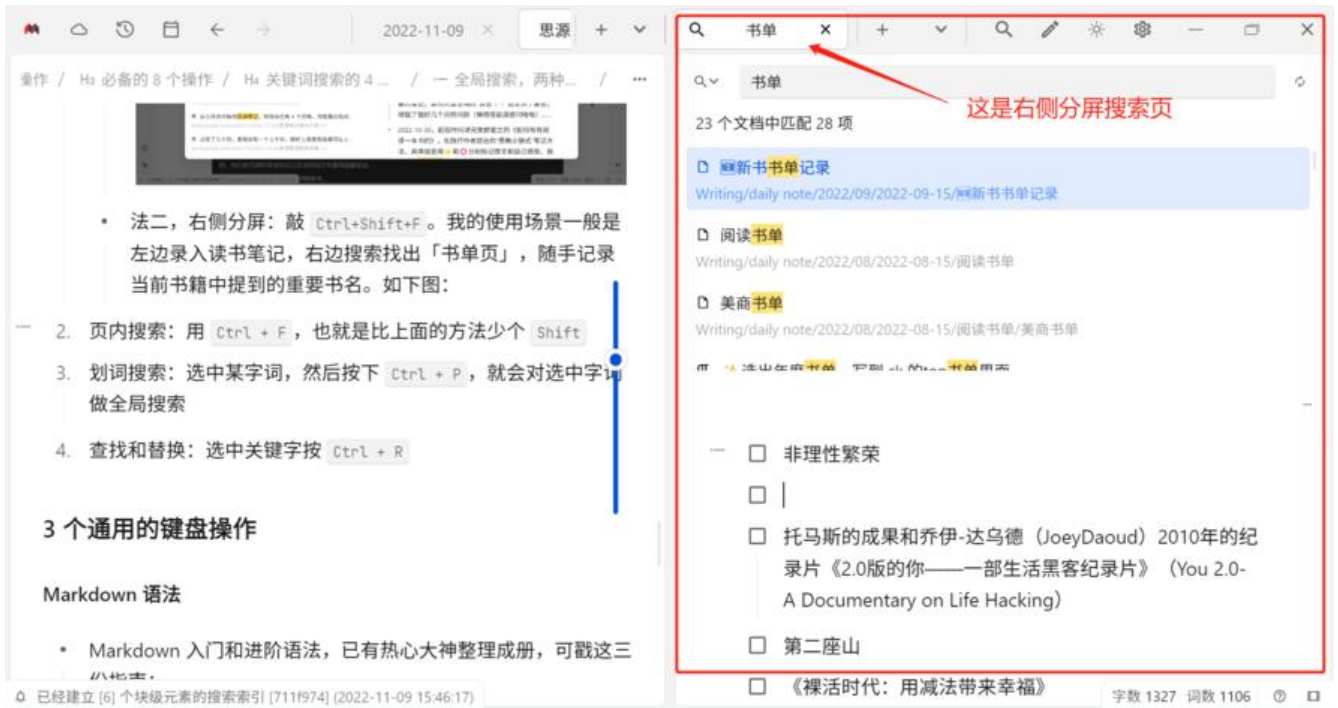 2022-11-09
思源
操作 / H3 必备的 8 个操作 / H4 关键词搜索的 4 ... / 一 全局搜索，两种... / ...
• 法二，右侧分屏：敲 Ctrl+Shift+F 。我的使用场景一般是
左边录入读书笔记，右边搜索找出「书单页」，随手记录
当前书籍中提到的重要书名。如下图：
2. 页内搜索：用 Ctrl + F ，也就是比上面的方法少个 Shift
3. 划词搜索：选中某字词，然后按下 Ctrl + P ，就会对选中字词
做全局搜索
4. 查找和替换：选中关键字按 Ctrl + R
3 个通用的键盘操作
Markdown 语法
• Markdown 入门和进阶语法，已有热心大神整理成册，可戳这三
份指南：
已经建立 [6] 个块级元素的搜索索引 [711f974] (2022-11-09 15:46:17)
书单
书单
这是右侧分屏搜索页
23 个文档中匹配 28 项
新书书单记录
Writing/daily note/2022/09/2022-09-15/新书书单记录
阅读书单
Writing/daily note/2022/08/2022-08-15/阅读书单
美商书单
Writing/daily note/2022/08/2022-08-15/阅读书单/美商书单
选出年度书单，写到
书单里面
非理性繁荣
托马斯的成果和乔伊-达乌德（JoeyDaoud）2010年的纪
录片《2.0版的你——一部生活黑客纪录片》（You 2.0-
A Documentary on Life Hacking）
第二座山
《裸活时代：用减法带来幸福》
字数 1327 词数 1106